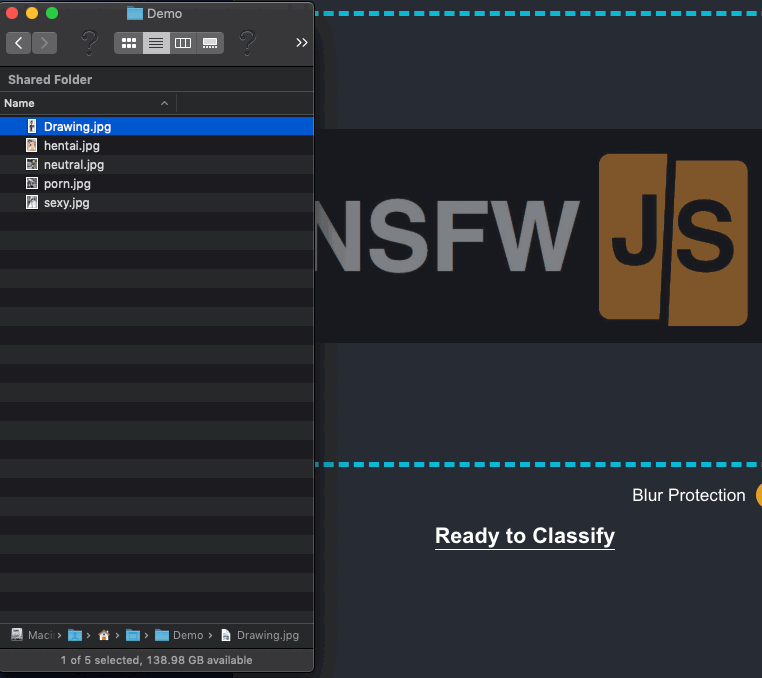 Demo
Shared Folder
Name
Drawing.jpg
hentai.jpg
neutral.jpg
porn.jpg
sexy.jpg
Demo
Drawing.jpg
1 of 5 selected, 138.98 GB available
NSFW JS
Blur Protection
Ready to Classify